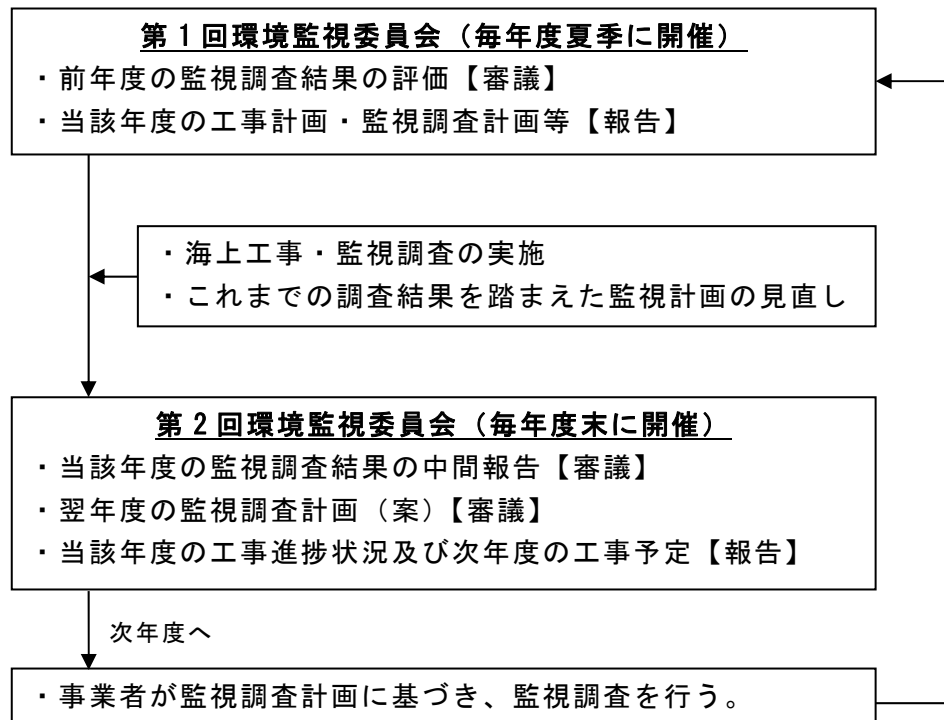 第1回環境監視委員会（毎年度夏季に開催）
・前年度の監視調査結果の評価【審議】
・当該年度の工事計画・監視調査計画等【報告】
・海上工事・監視調査の実施
・これまでの調査結果を踏まえた監視計画の見直し
第2回環境監視委員会（毎年度末に開催）
・当該年度の監視調査結果の中間報告【審議】
・翌年度の監視調査計画（案）【審議】
・当該年度の工事進捗状況及び次年度の工事予定【報告】
次年度へ
・事業者が監視調査計画に基づき、監視調査を行う。